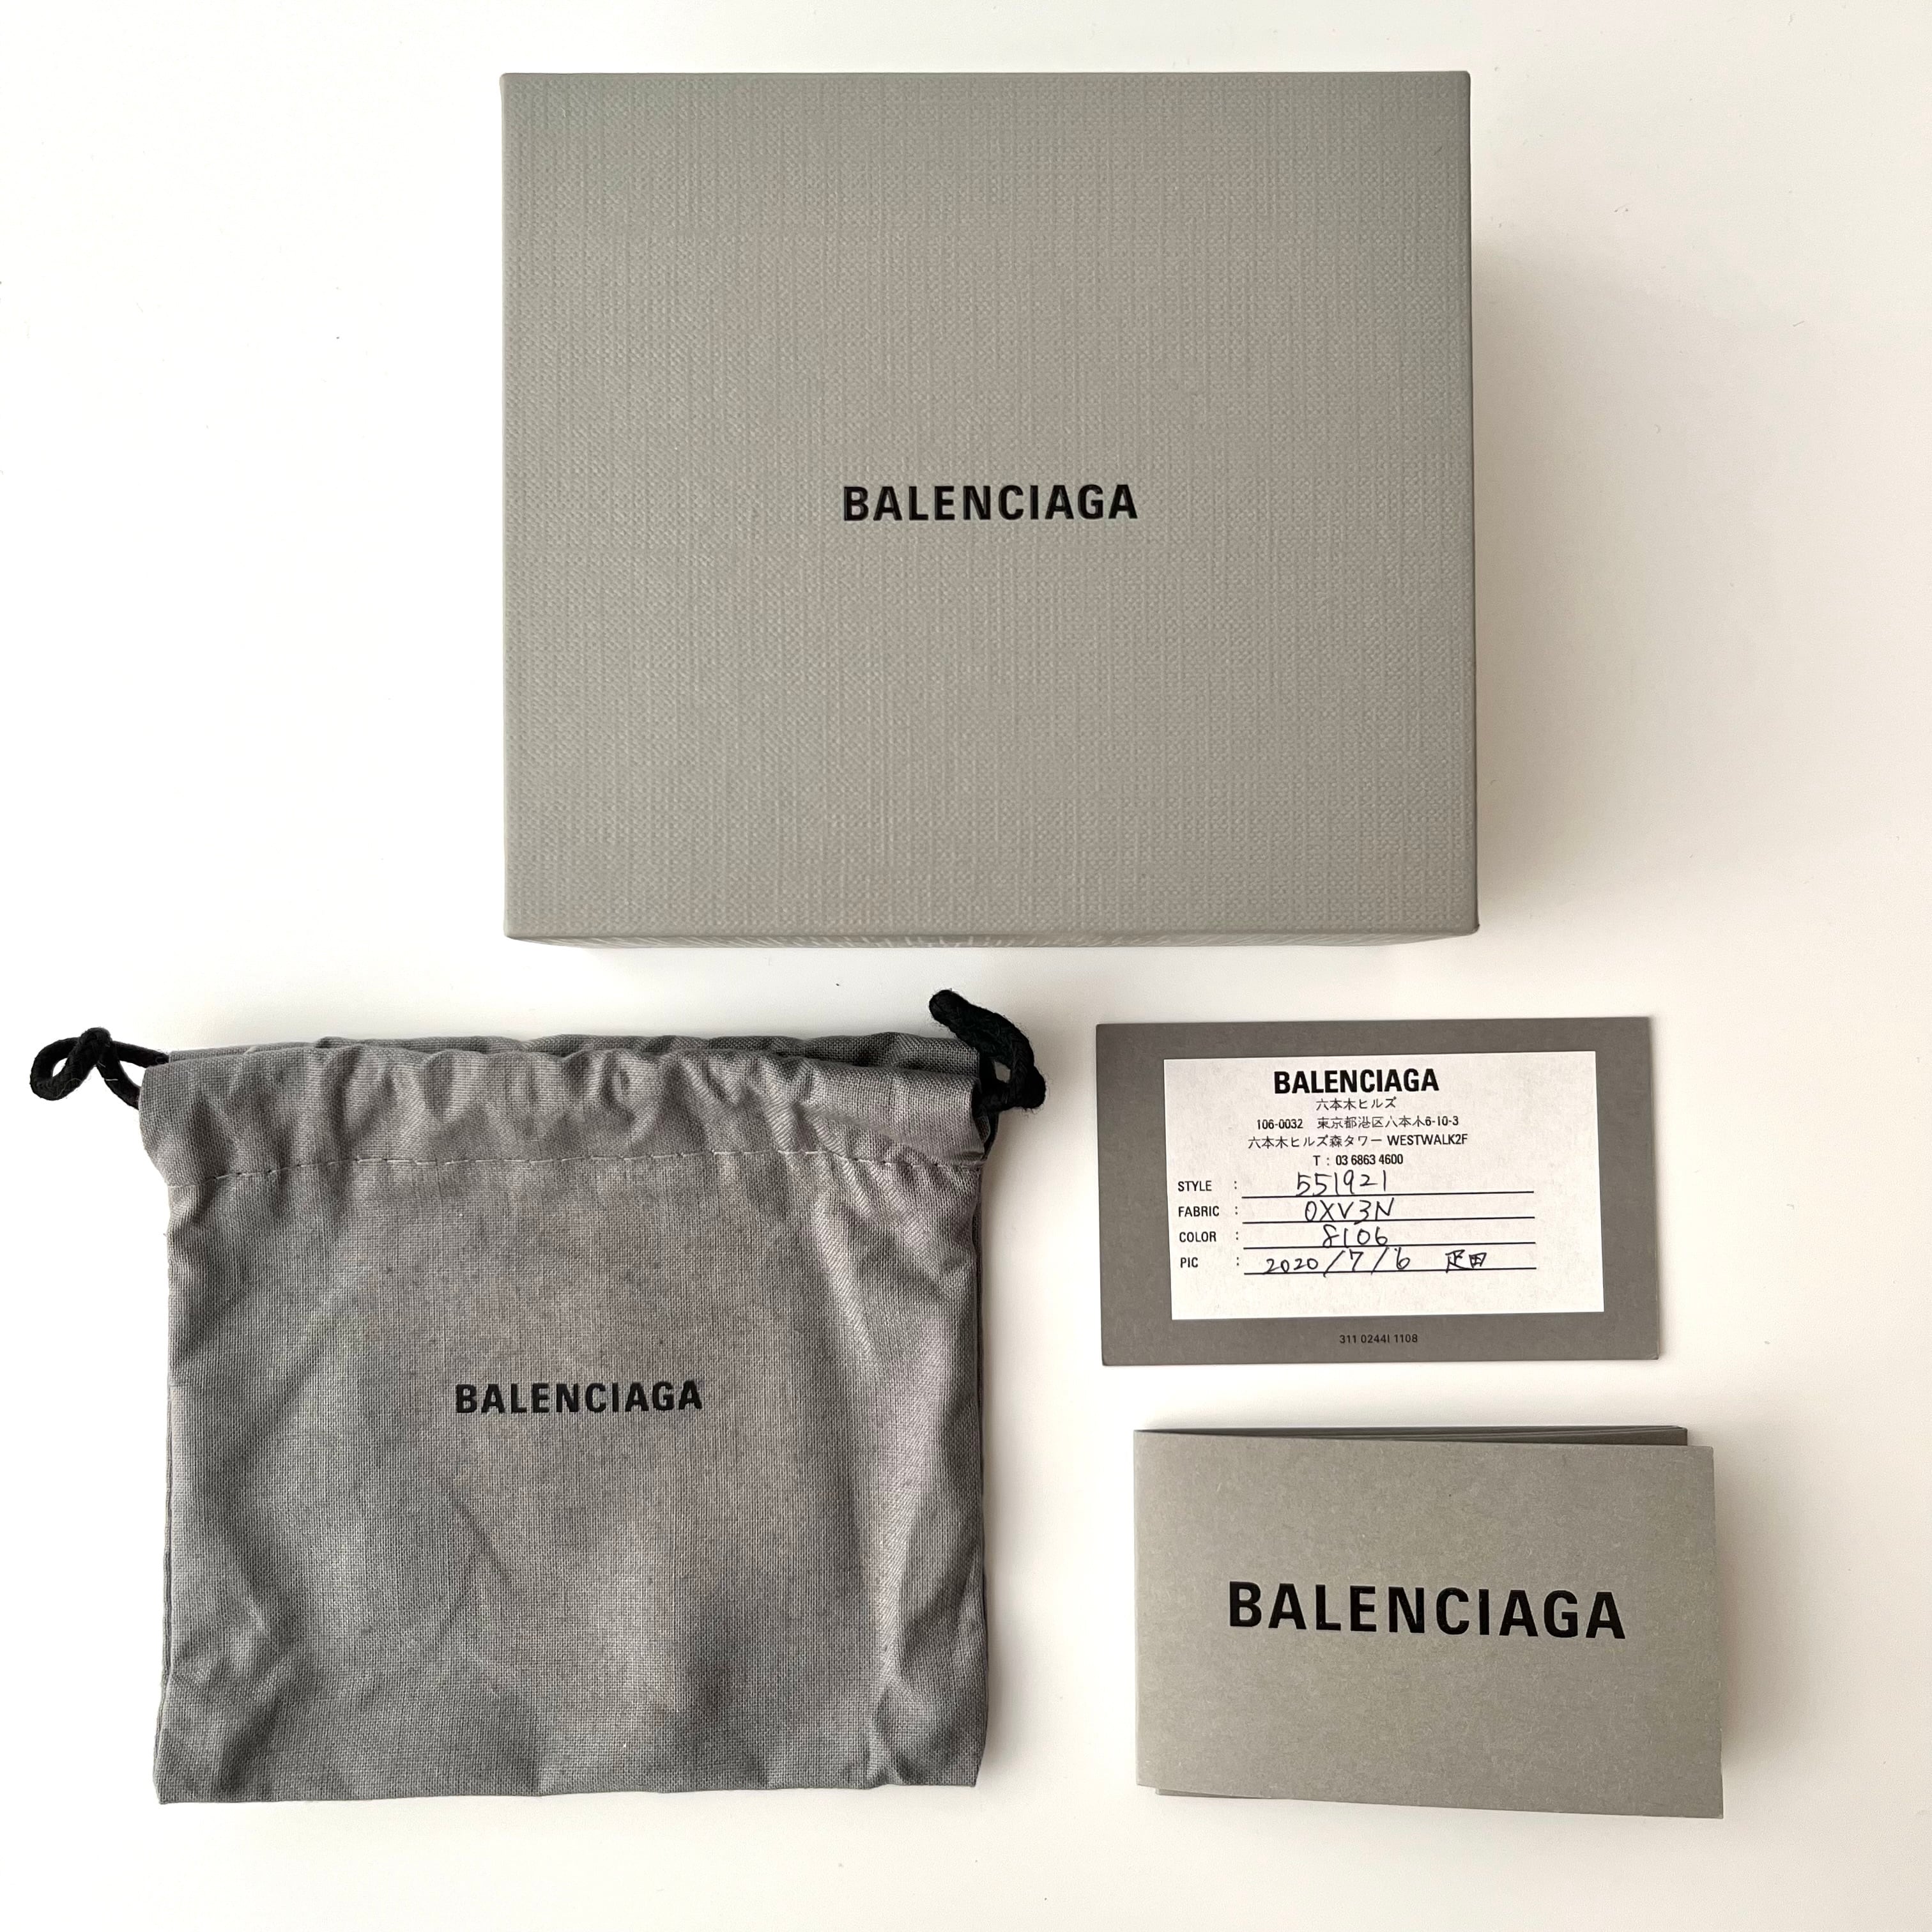 BALENCIAGA
BALENCIAGA
BALENCIAGA
六本木ヒルズ
106-0032 東京都港区六本木6-10-3
六本木ヒルズ森タワー WESTWALK2F
T : 03 6863 4600
STYLE : 551921
FABRIC : 0XV3N
COLOR : 8106
PIC : 2020/7/6 疋田
311 02441 1108
BALENCIAGA